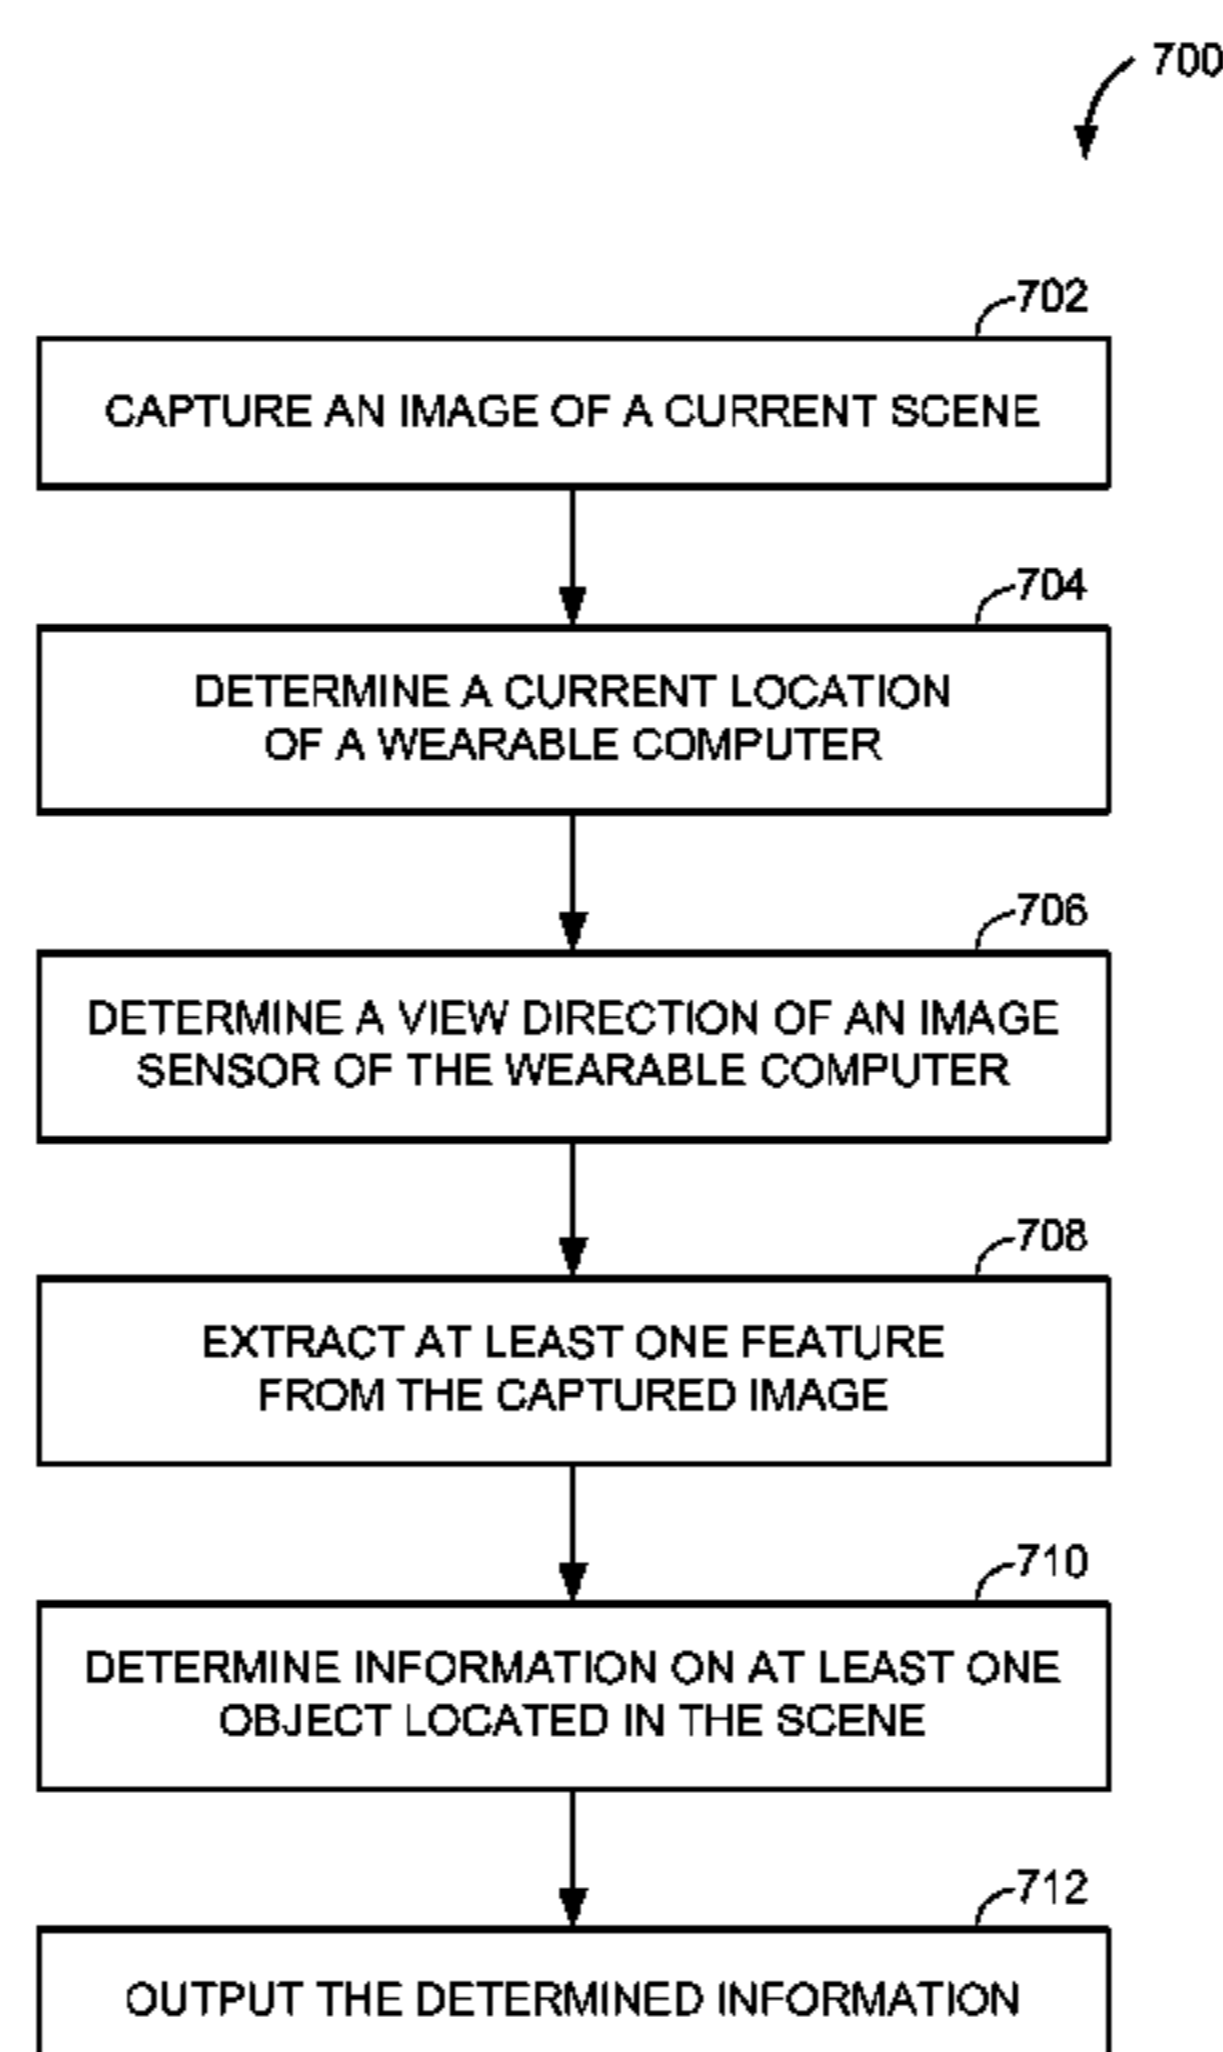 700
702
CAPTURE AN IMAGE OF A CURRENT SCENE
704
DETERMINE A CURRENT LOCATION
OF A WEARABLE COMPUTER
706
DETERMINE A VIEW DIRECTION OF AN IMAGE
SENSOR OF THE WEARABLE COMPUTER
708
EXTRACT AT LEAST ONE FEATURE
FROM THE CAPTURED IMAGE
710
DETERMINE INFORMATION ON AT LEAST ONE
OBJECT LOCATED IN THE SCENE
712
OUTPUT THE DETERMINED INFORMATION